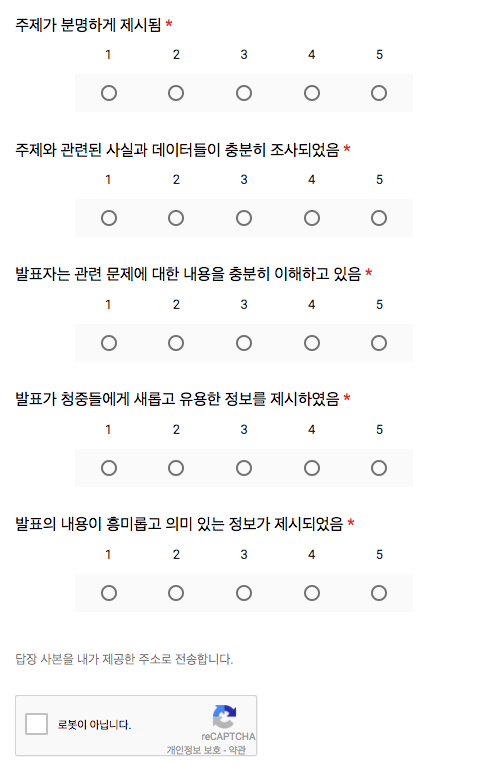 주제가 분명하게 제시됨 *
1 2 3 4 5
주제와 관련된 사실과 데이터들이 충분히 조사되었음 *
1 2 3 4 5
발표자는 관련 문제에 대한 내용을 충분히 이해하고 있음 *
1 2 3 4 5
발표가 청중들에게 새롭고 유용한 정보를 제시하였음 *
1 2 3 4 5
발표의 내용이 흥미롭고 의미 있는 정보가 제시되었음 *
1 2 3 4 5
답장 사본을 내가 제공한 주소로 전송합니다.
로봇이 아닙니다.
reCAPTCHA
개인정보 보호 - 약관